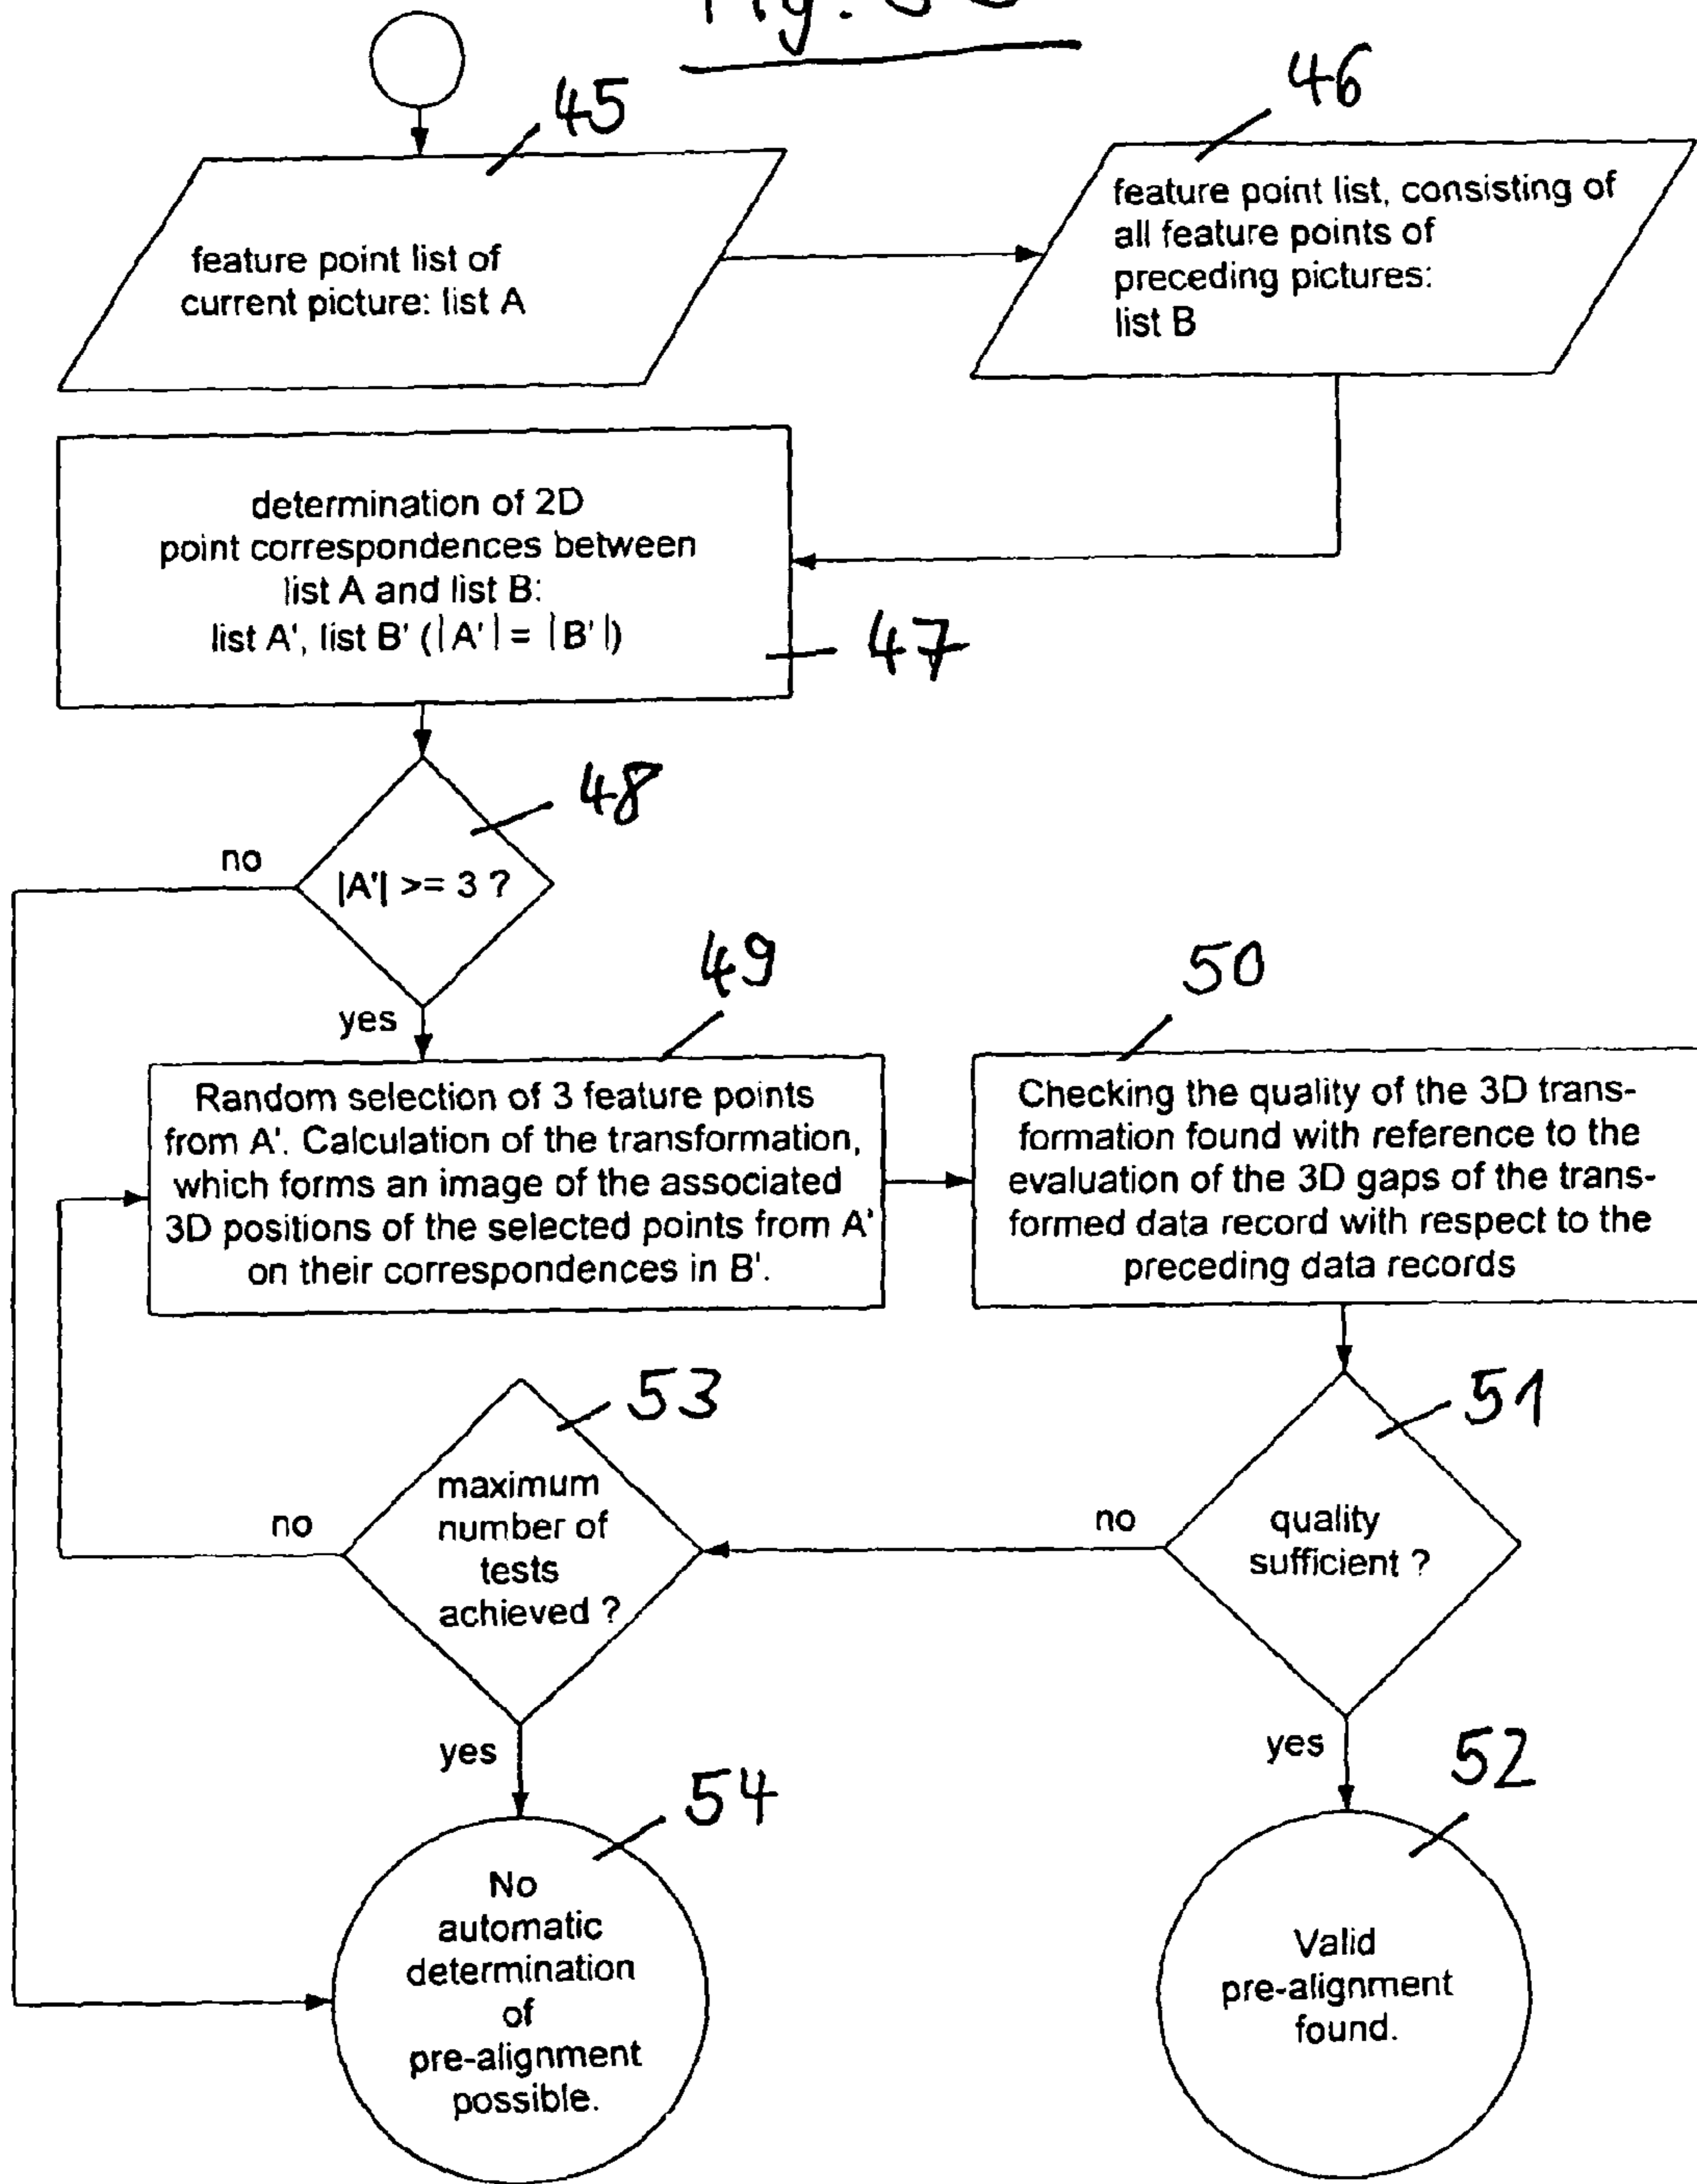 45
46
feature point list of
current picture: list A
feature point list, consisting of
all feature points of
preceding pictures:
list B
determination of 2D
point correspondences between
list A and list B:
list A', list B' (|A'| = |B'|)
47
48
no
|A'| >= 3 ?
yes
49
50
Random selection of 3 feature points
from A'. Calculation of the transformation,
which forms an image of the associated
3D positions of the selected points from A'
on their correspondences in B'.
Checking the quality of the 3D trans-
formation found with reference to the
evaluation of the 3D gaps of the trans-
formed data record with respect to the
preceding data records
53
51
no
maximum
number of
tests
achieved ?
no
quality
sufficient ?
yes
54
yes
52
No
automatic
determination
of
pre-alignment
possible.
Valid
pre-alignment
found.